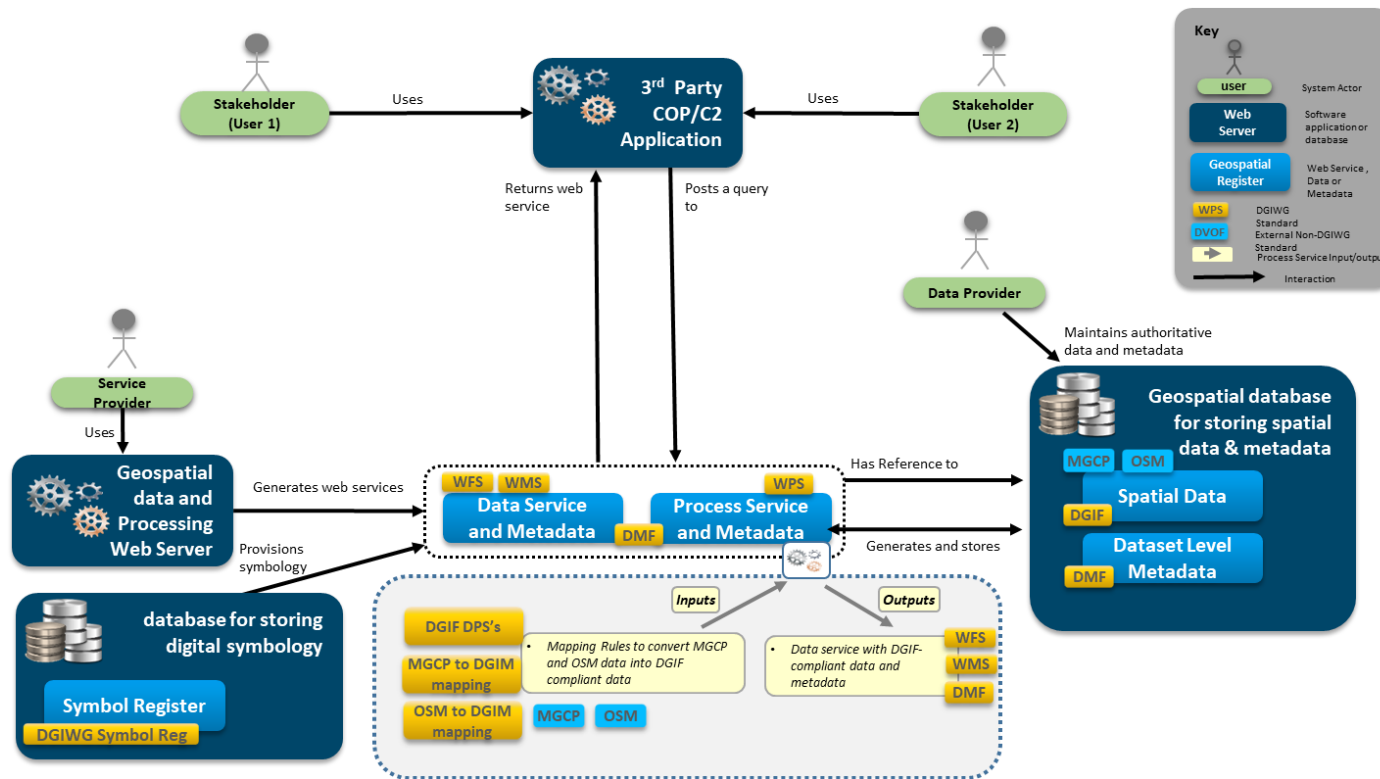 Key
user
System Actor
Web
Server
Software
application or
database
Geospatial
Register
Web Service ,
Data or
Metadata
WPS
DGIWG
Standard
DVOF
External Non-DGIWG
Standard
Process Service Input/output
Interaction
Stakeholder
(User 1)
Uses
3rd Party
COP/C2
Application
Uses
Stakeholder
(User 2)
Returns web
service
Posts a query
to
Data Provider
Maintains authoritative
data and metadata
Service
Provider
Uses
Geospatial
data and
Processing
Web Server
Generates web services
Provisions
symbology
WFS
WMS
Data Service
and Metadata
DMF
WPS
Process Service
and Metadata
Has Reference to
Generates and stores
Geospatial database
for storing spatial
data & metadata
MGCP
OSM
Spatial Data
DGIF
Dataset Level
Metadata
DMF
database for storing
digital symbology
Symbol Register
DGIWG Symbol Reg
Inputs
Outputs
DGIF DPS's
MGCP to DGIM
mapping
OSM to DGIM
mapping
• Mapping Rules to convert MGCP
and OSM data into DGIF
compliant data
MGCP
OSM
• Data service with DGIF-
compliant data and
metadata
WFS
WMS
DMF